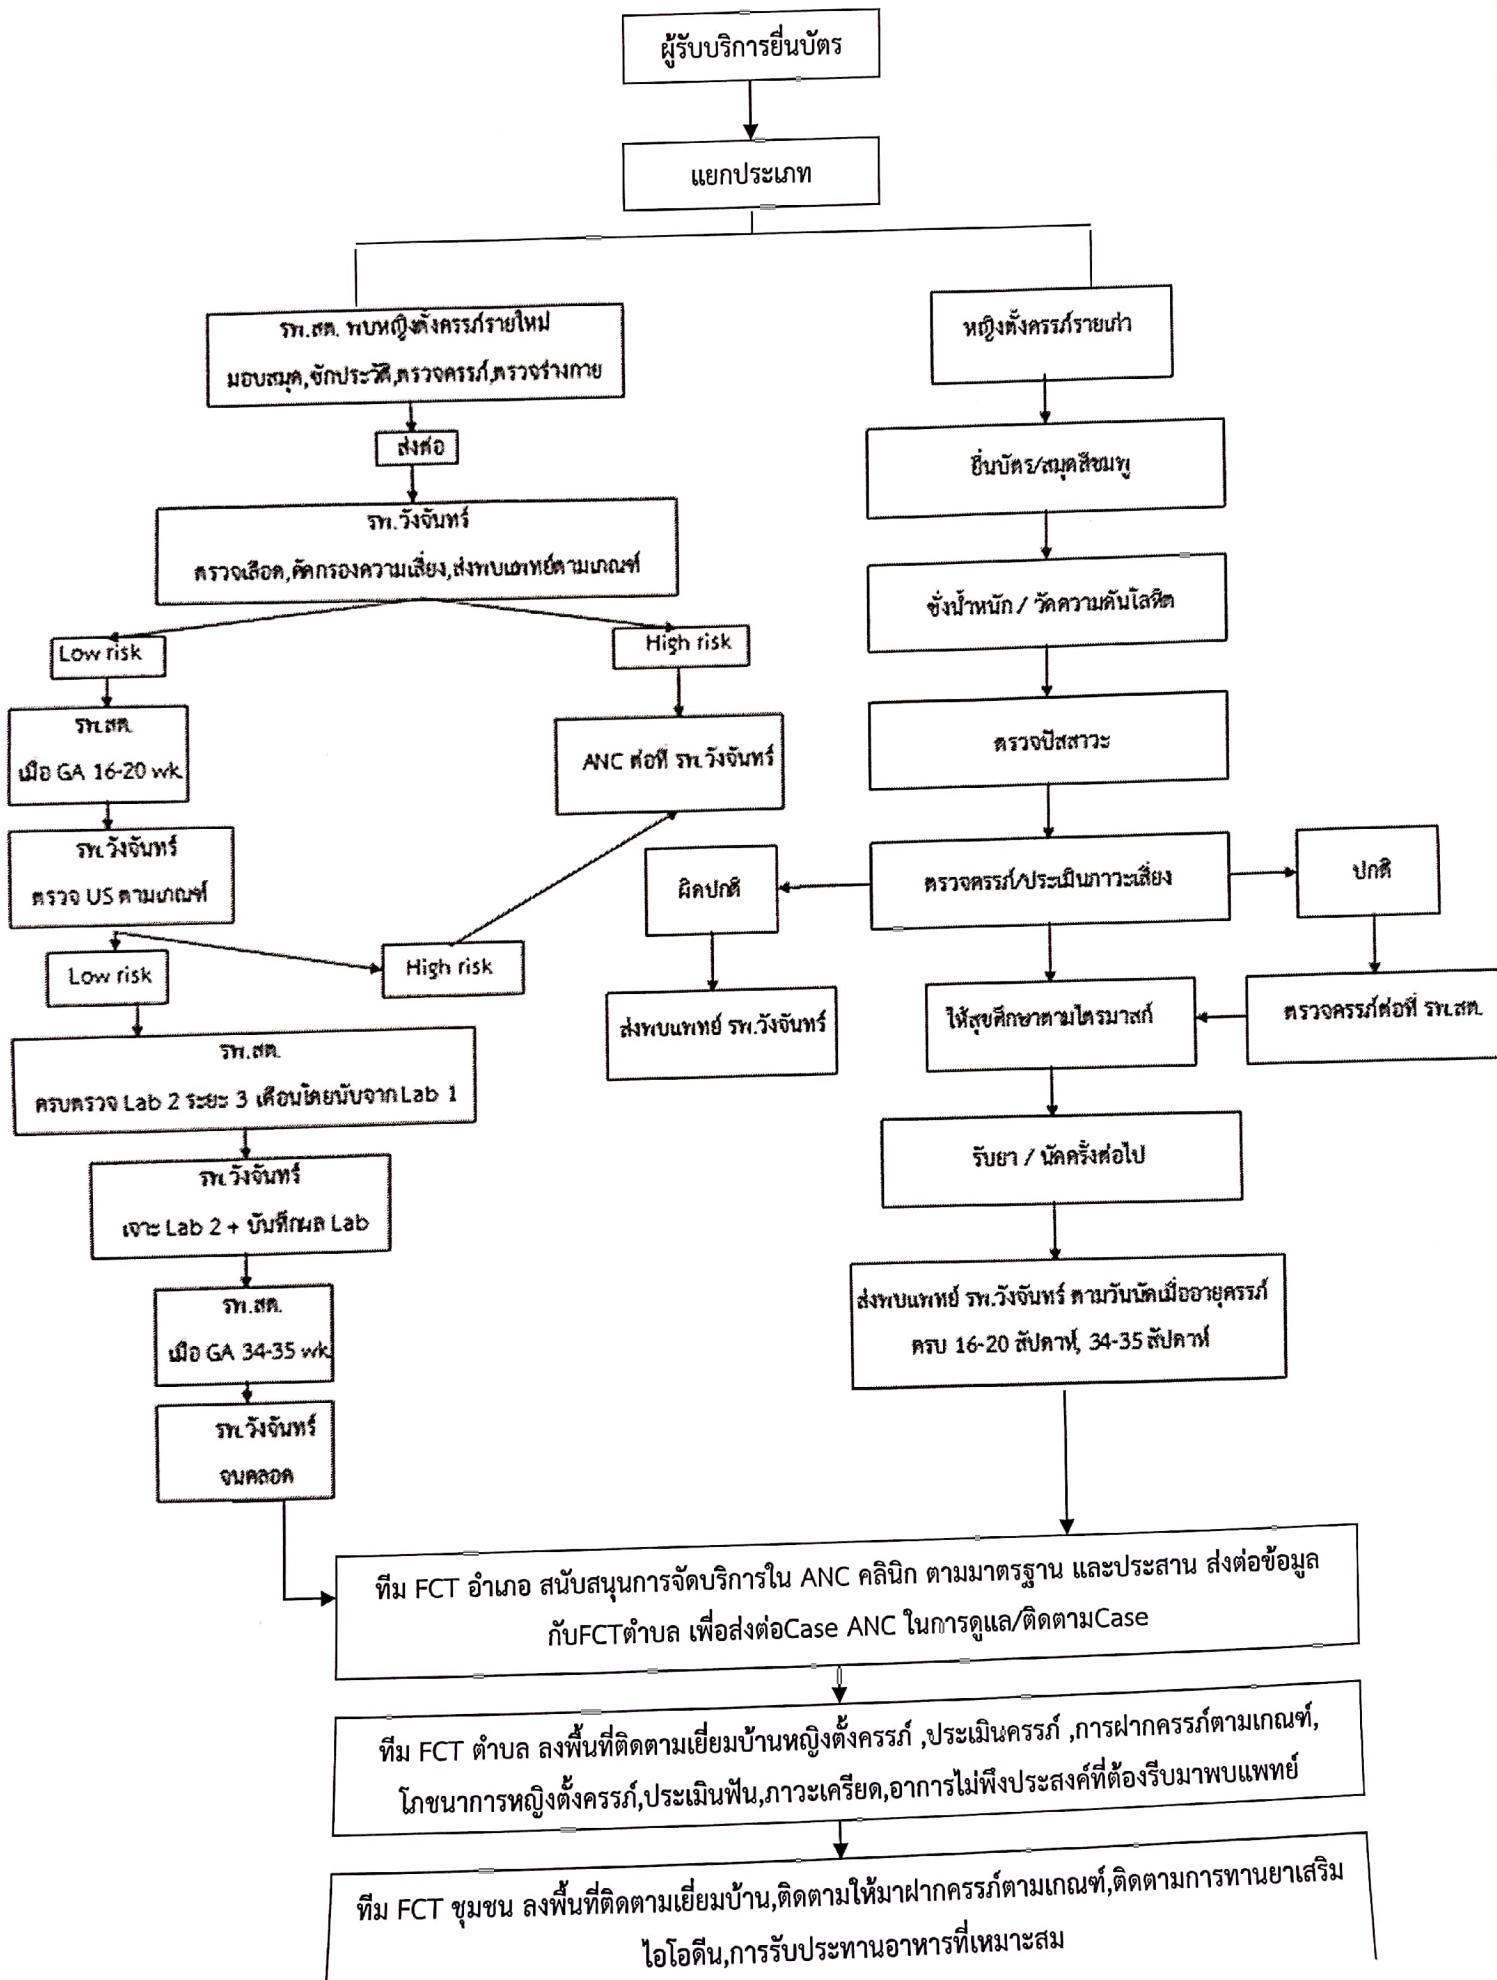 ผู้รับบริการยื่นบัตร
แยกประเภท
รพ.สต. พบหญิงตั้งครรภ์รายใหม่
มอบสมุด,ซักประวัติ,ตรวจครรภ์,ตรวจร่างกาย
ส่งต่อ
รพ.วังจันทร์
ตรวจเลือด,คัดกรองความเสี่ยง,ส่งพบแพทย์ตามเกณฑ์
Low risk
High risk
รพ.สต.
เมื่อ GA 16-20 wk.
ANC ต่อที่ รพ.วังจันทร์
รพ.วังจันทร์
ตรวจ US ตามเกณฑ์
Low risk
High risk
รพ.สต.
ครบตรวจ Lab 2 ระยะ 3 เดือนโดยนับจาก Lab 1
รพ.วังจันทร์
เจาะ Lab 2 + บันทึกผล Lab
รพ.สต.
เมื่อ GA 34-35 wk.
รพ.วังจันทร์
จนคลอด
หญิงตั้งครรภ์รายเก่า
ยื่นบัตร/สมุดสีชมพู
ชั่งน้ำหนัก / วัดความดันโลหิต
ตรวจปัสสาวะ
ตรวจครรภ์/ประเมินภาวะเสี่ยง
ผิดปกติ
ปกติ
ส่งพบแพทย์ รพ.วังจันทร์
ให้สุขศึกษาตามไตรมาสก์
ตรวจครรภ์ต่อที่ รพ.สต.
รับยา / นัดครั้งต่อไป
ส่งพบแพทย์ รพ.วังจันทร์ ตามวันนัดเมื่ออายุครรภ์
ครบ 16-20 สัปดาห์, 34-35 สัปดาห์
ทีม FCT อำเภอ สนับสนุนการจัดบริการใน ANC คลินิก ตามมาตรฐาน และประสาน ส่งต่อข้อมูล
กับFCTตำบล เพื่อส่งต่อCase ANC ในการดูแล/ติดตามCase
ทีม FCT ตำบล ลงพื้นที่ติดตามเยี่ยมบ้านหญิงตั้งครรภ์ ,ประเมินครรภ์ ,การฝากครรภ์ตามเกณฑ์,
โภชนาการหญิงตั้งครรภ์,ประเมินฟัน,ภาวะเครียด,อาการไม่พึงประสงค์ที่ต้องรีบมาพบแพทย์
ทีม FCT ชุมชน ลงพื้นที่ติดตามเยี่ยมบ้าน,ติดตามให้มาฝากครรภ์ตามเกณฑ์,ติดตามการทานยาเสริม
ไอโอดีน,การรับประทานอาหารที่เหมาะสม